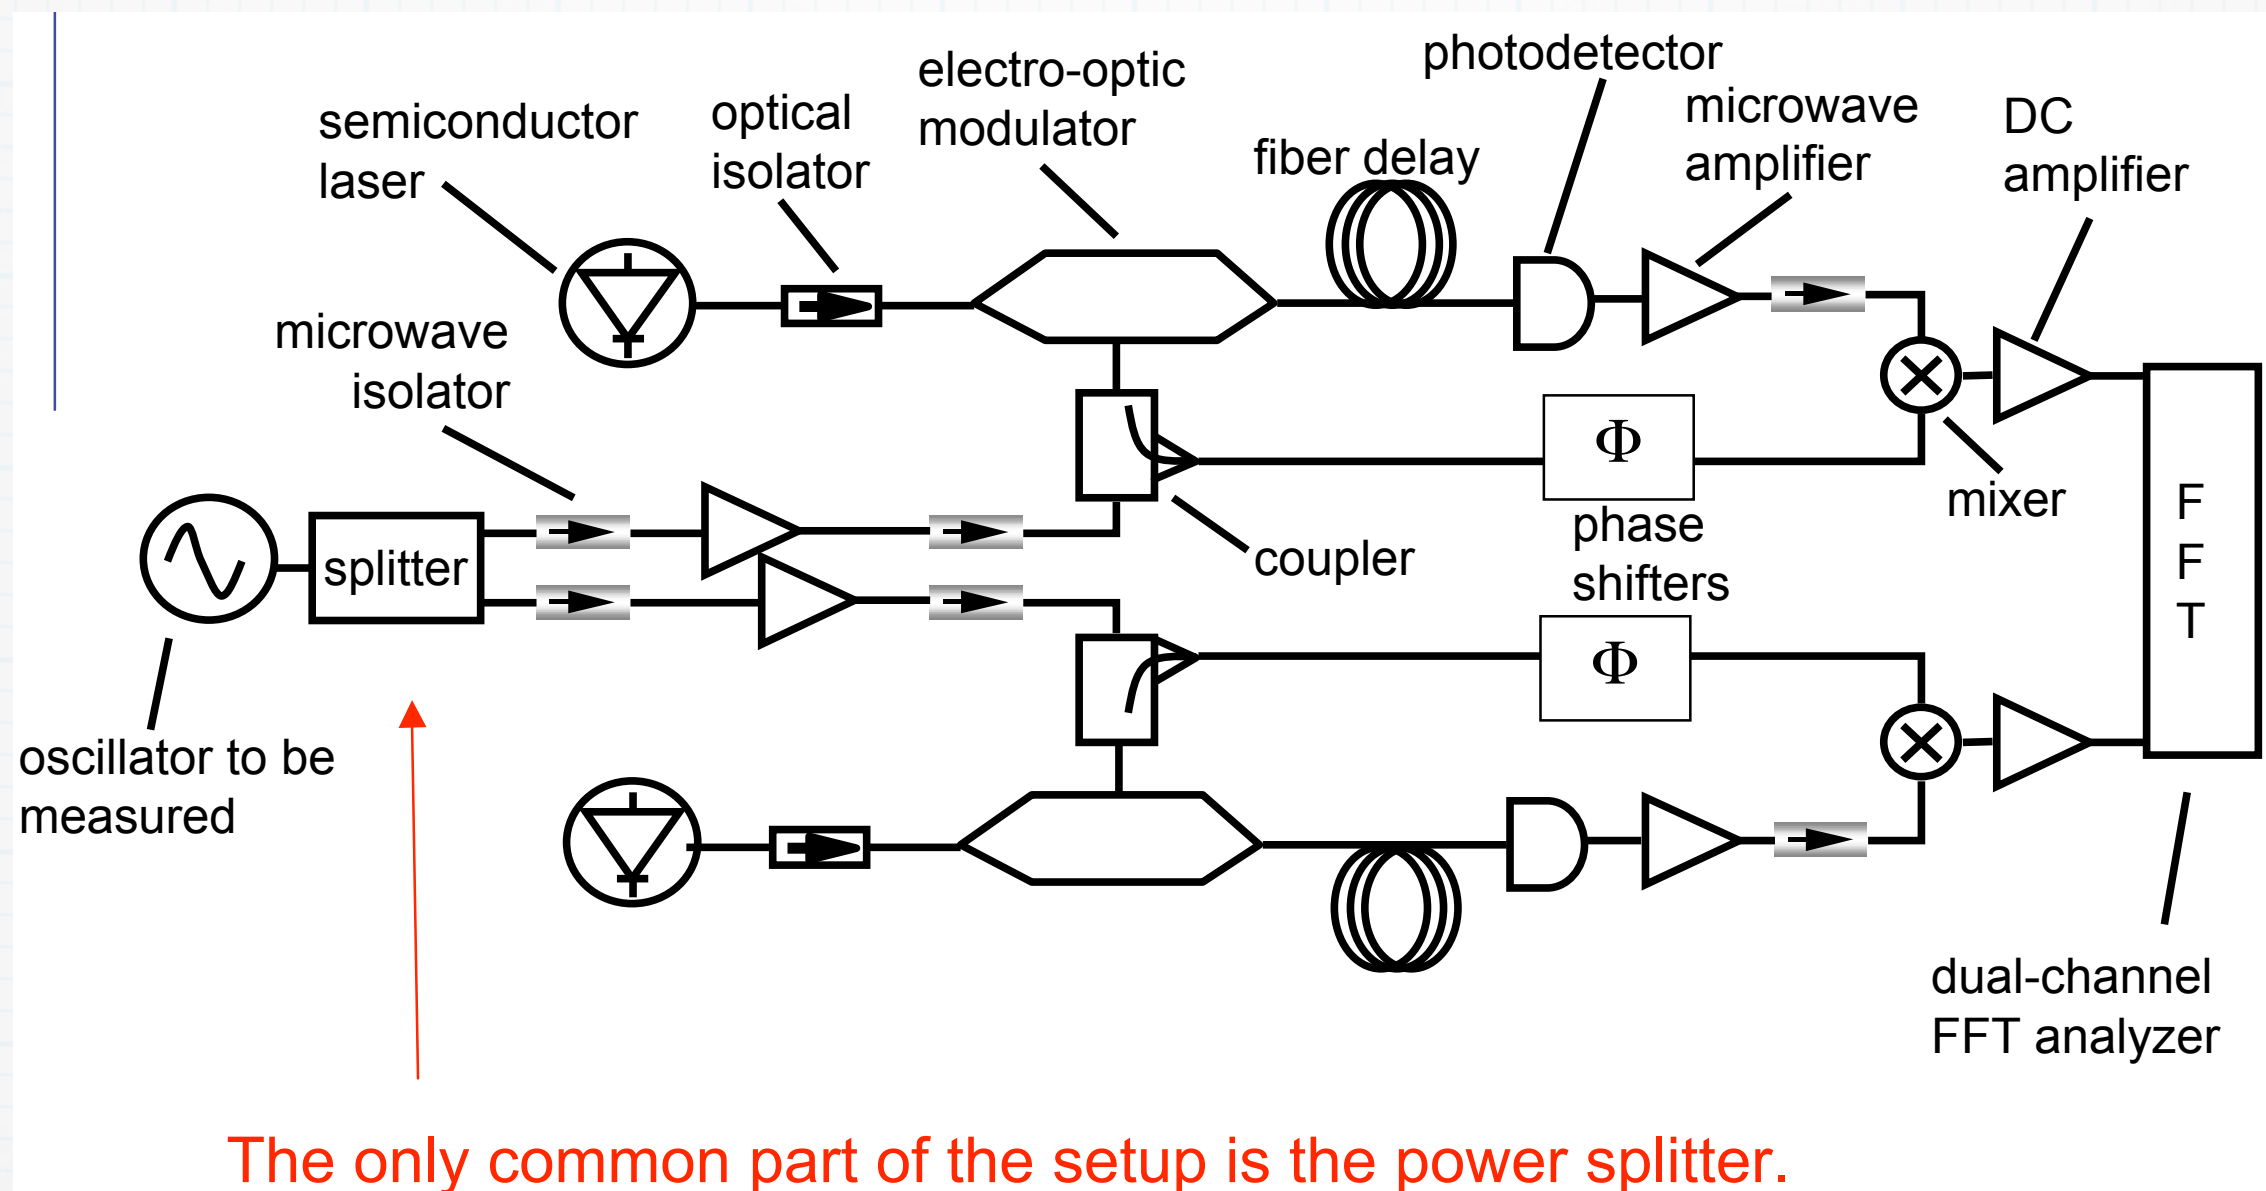 photodetector
electro-optic
modulator
semiconductor
laser
optical
isolator
fiber delay
microwave
amplifier
DC
amplifier
microwave
isolator
Φ
mixer
phase
shifters
coupler
splitter
F
F
T
Φ
oscillator to be
measured
dual-channel
FFT analyzer
The only common part of the setup is the power splitter.